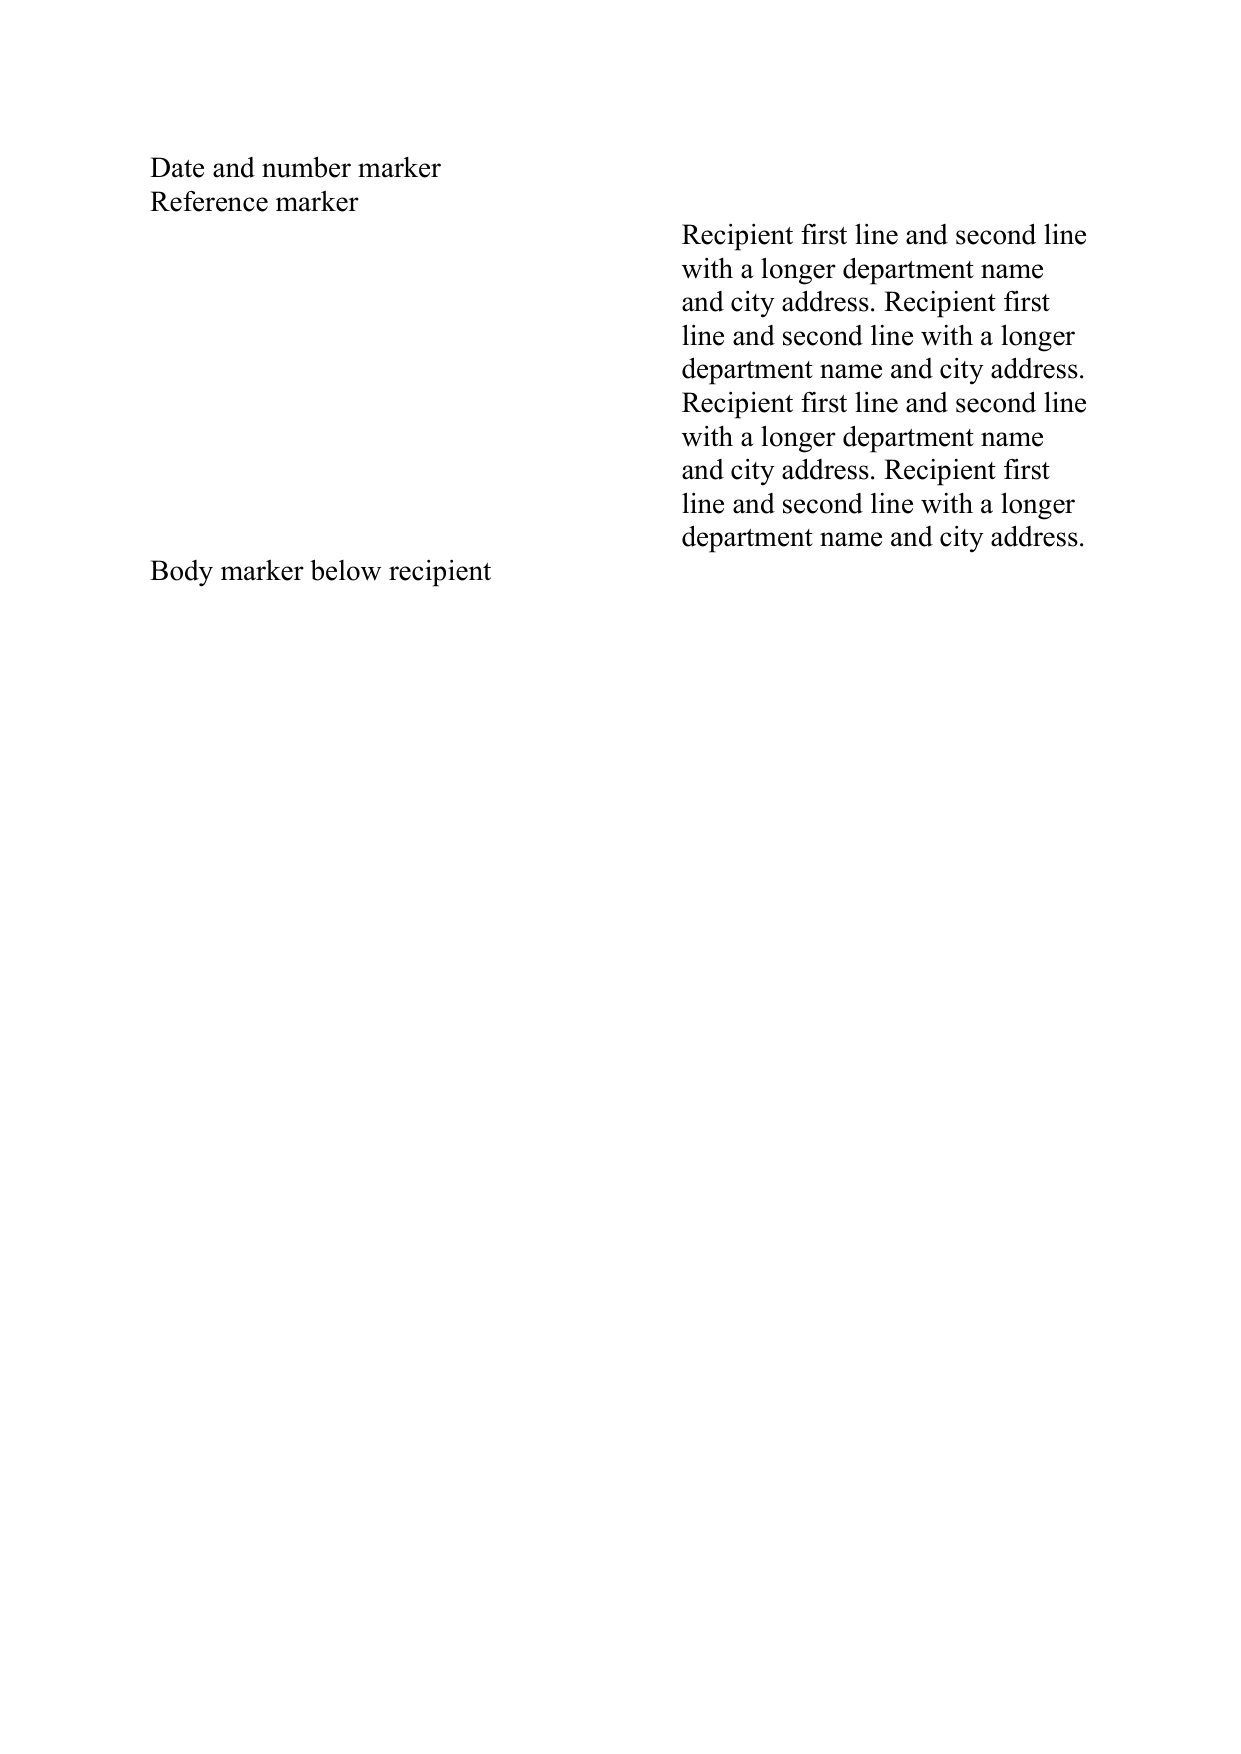 Date and number marker
Reference marker
Recipient first line and second line
with a longer department name
and city address. Recipient first
line and second line with a longer
department name and city address.
Recipient first line and second line
with a longer department name
and city address. Recipient first
line and second line with a longer
department name and city address.
Body marker below recipient